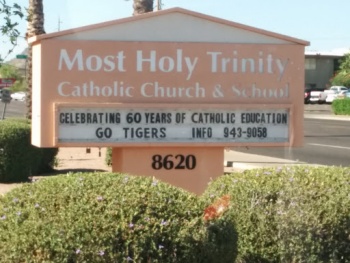 Most Holy Trinity
Catholic Church & School
CELEBRATING 60 YEARS OF CATHOLIC EDUCATION
GO TIGERS INFO 943-9058
8620